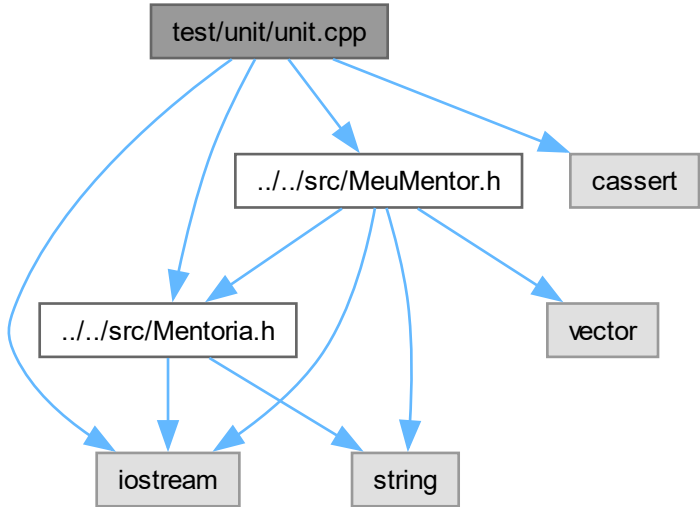 test/unit/unit.cpp
../../src/MeuMentor.h
cassert
../../src/Mentoria.h
vector
iostream
string